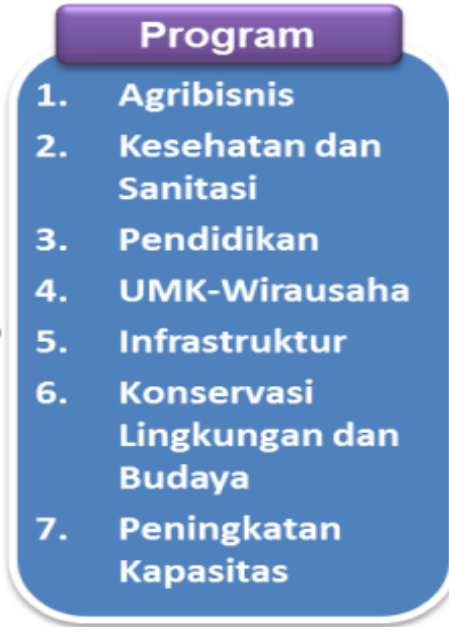 Program
1. Agribisnis
2. Kesehatan dan
Sanitasi
3. Pendidikan
4. UMK-Wirausaha
5. Infrastruktur
6. Konservasi
Lingkungan dan
Budaya
7. Peningkatan
Kapasitas